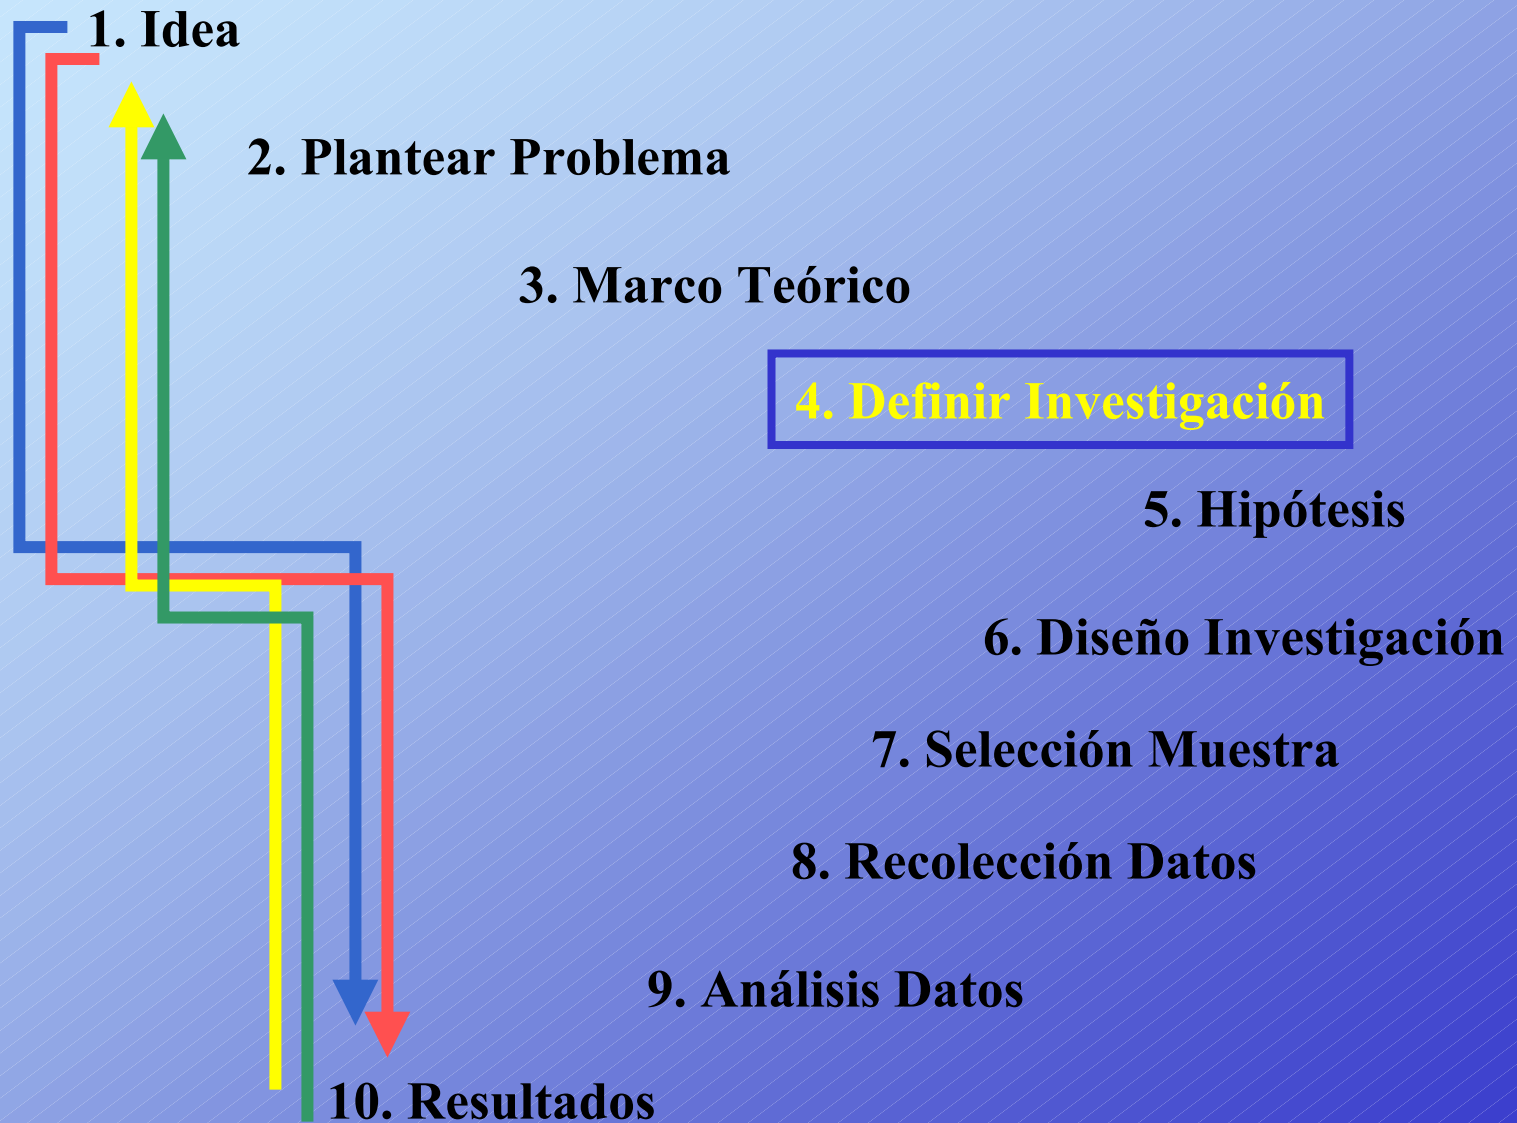 1. Idea
2. Plantear Problema
3. Marco Teórico
4. Definir Investigación
5. Hipótesis
6. Diseño Investigación
7. Selección Muestra
8. Recolección Datos
9. Análisis Datos
10. Resultados